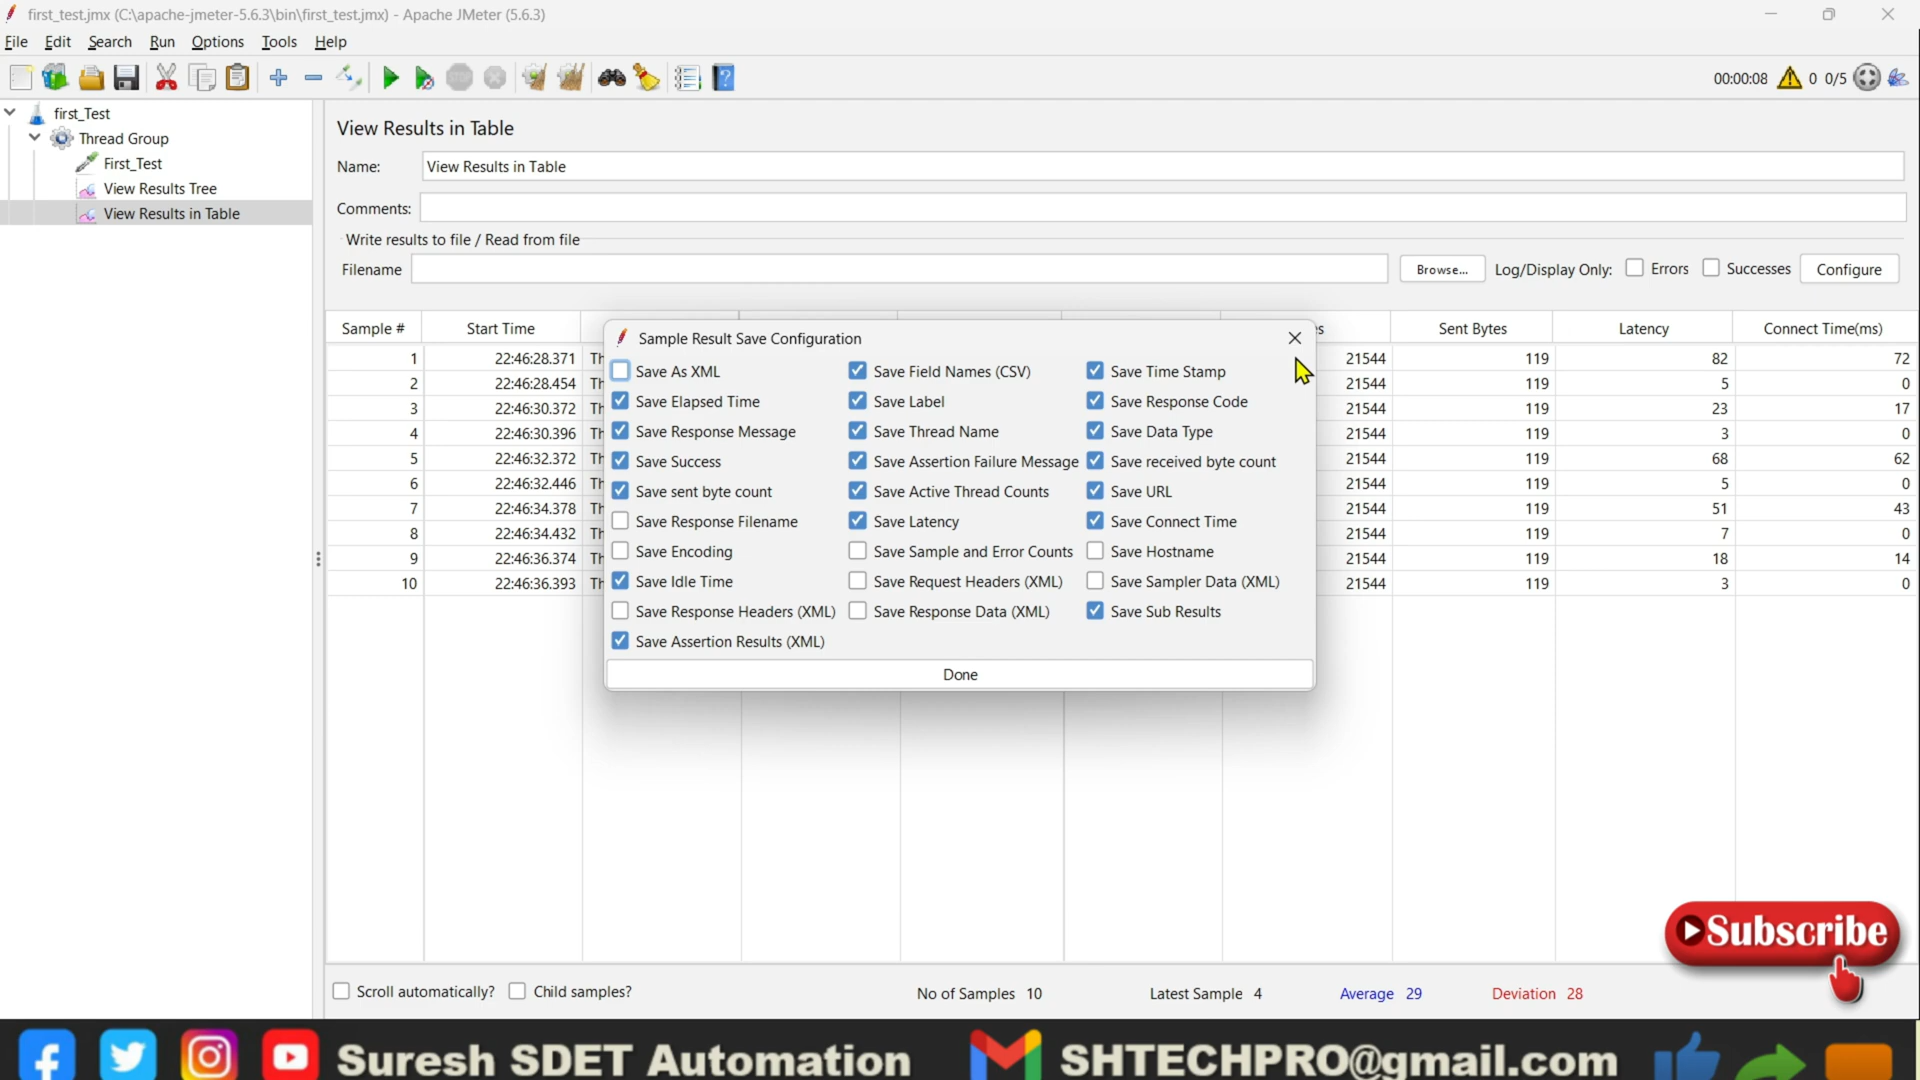 first_test.jmx (C:\apache-jmeter-5.6.3\bin\first_test.jmx) - Apache JMeter (5.6.3)
File Edit Search Run Options Tools Help
STOP
00:00:08 0 0/5
first_Test
Thread Group
First_Test
View Results Tree
View Results in Table
View Results in Table
Name: View Results in Table
Comments:
Write results to file / Read from file
Filename Browse... Log/Display Only: Errors Successes Configure
Sample # Start Time Sent Bytes Latency Connect Time(ms)
1 22:46:28.371 21544 119 82 72
2 22:46:28.454 21544 119 5 0
3 22:46:30.372 21544 119 23 17
4 22:46:30.396 21544 119 3 0
5 22:46:32.372 21544 119 68 62
6 22:46:32.446 21544 119 5 0
7 22:46:34.378 21544 119 51 43
8 22:46:34.432 21544 119 7 0
9 22:46:36.374 21544 119 18 14
10 22:46:36.393 21544 119 3 0
Sample Result Save Configuration
Save As XML Save Field Names (CSV) Save Time Stamp
Save Elapsed Time Save Label Save Response Code
Save Response Message Save Thread Name Save Data Type
Save Success Save Assertion Failure Message Save received byte count
Save sent byte count Save Active Thread Counts Save URL
Save Response Filename Save Latency Save Connect Time
Save Encoding Save Sample and Error Counts Save Hostname
Save Idle Time Save Request Headers (XML) Save Sampler Data (XML)
Save Response Headers (XML) Save Response Data (XML) Save Sub Results
Save Assertion Results (XML)
Done
Subscribe
Scroll automatically? Child samples? No of Samples 10 Latest Sample 4 Average 29 Deviation 28
Suresh SDET Automation SHTECHPRO@gmail.com